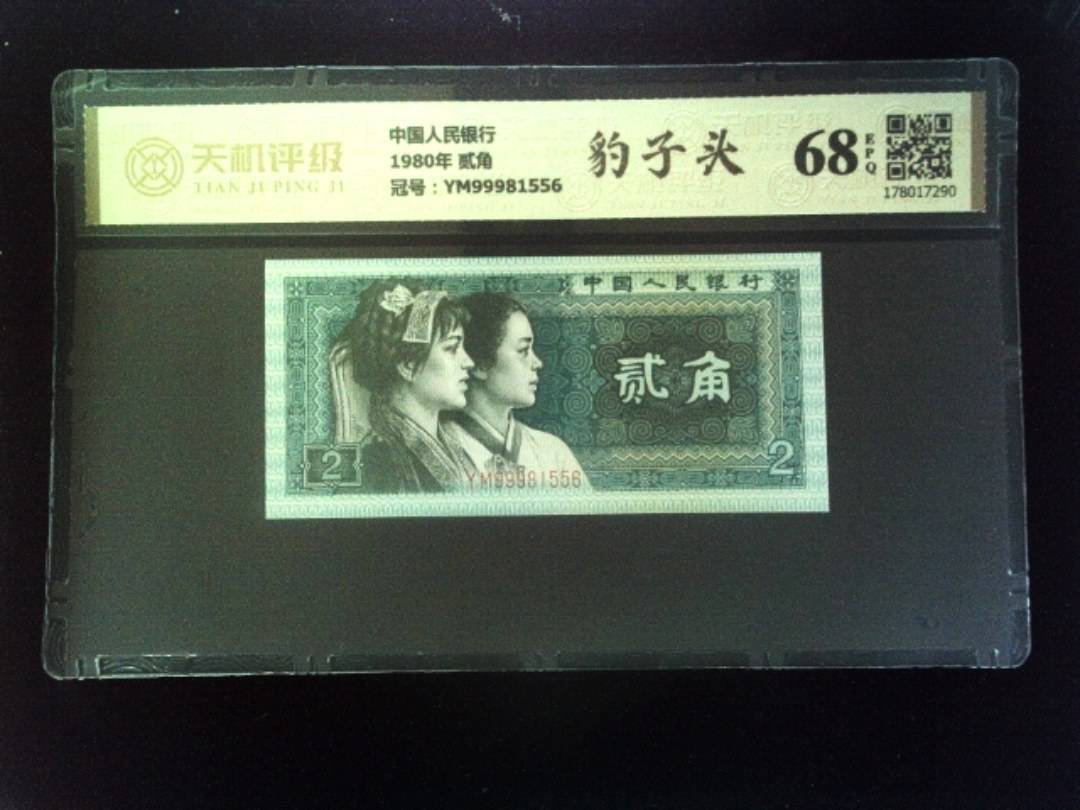 天机评级
TIAN JI PING JI
中国人民银行
1980年 贰角
冠号：YM99981556
豹子头
68
EPQ
178017290
中国人民银行
贰角
2
2
YM99981556